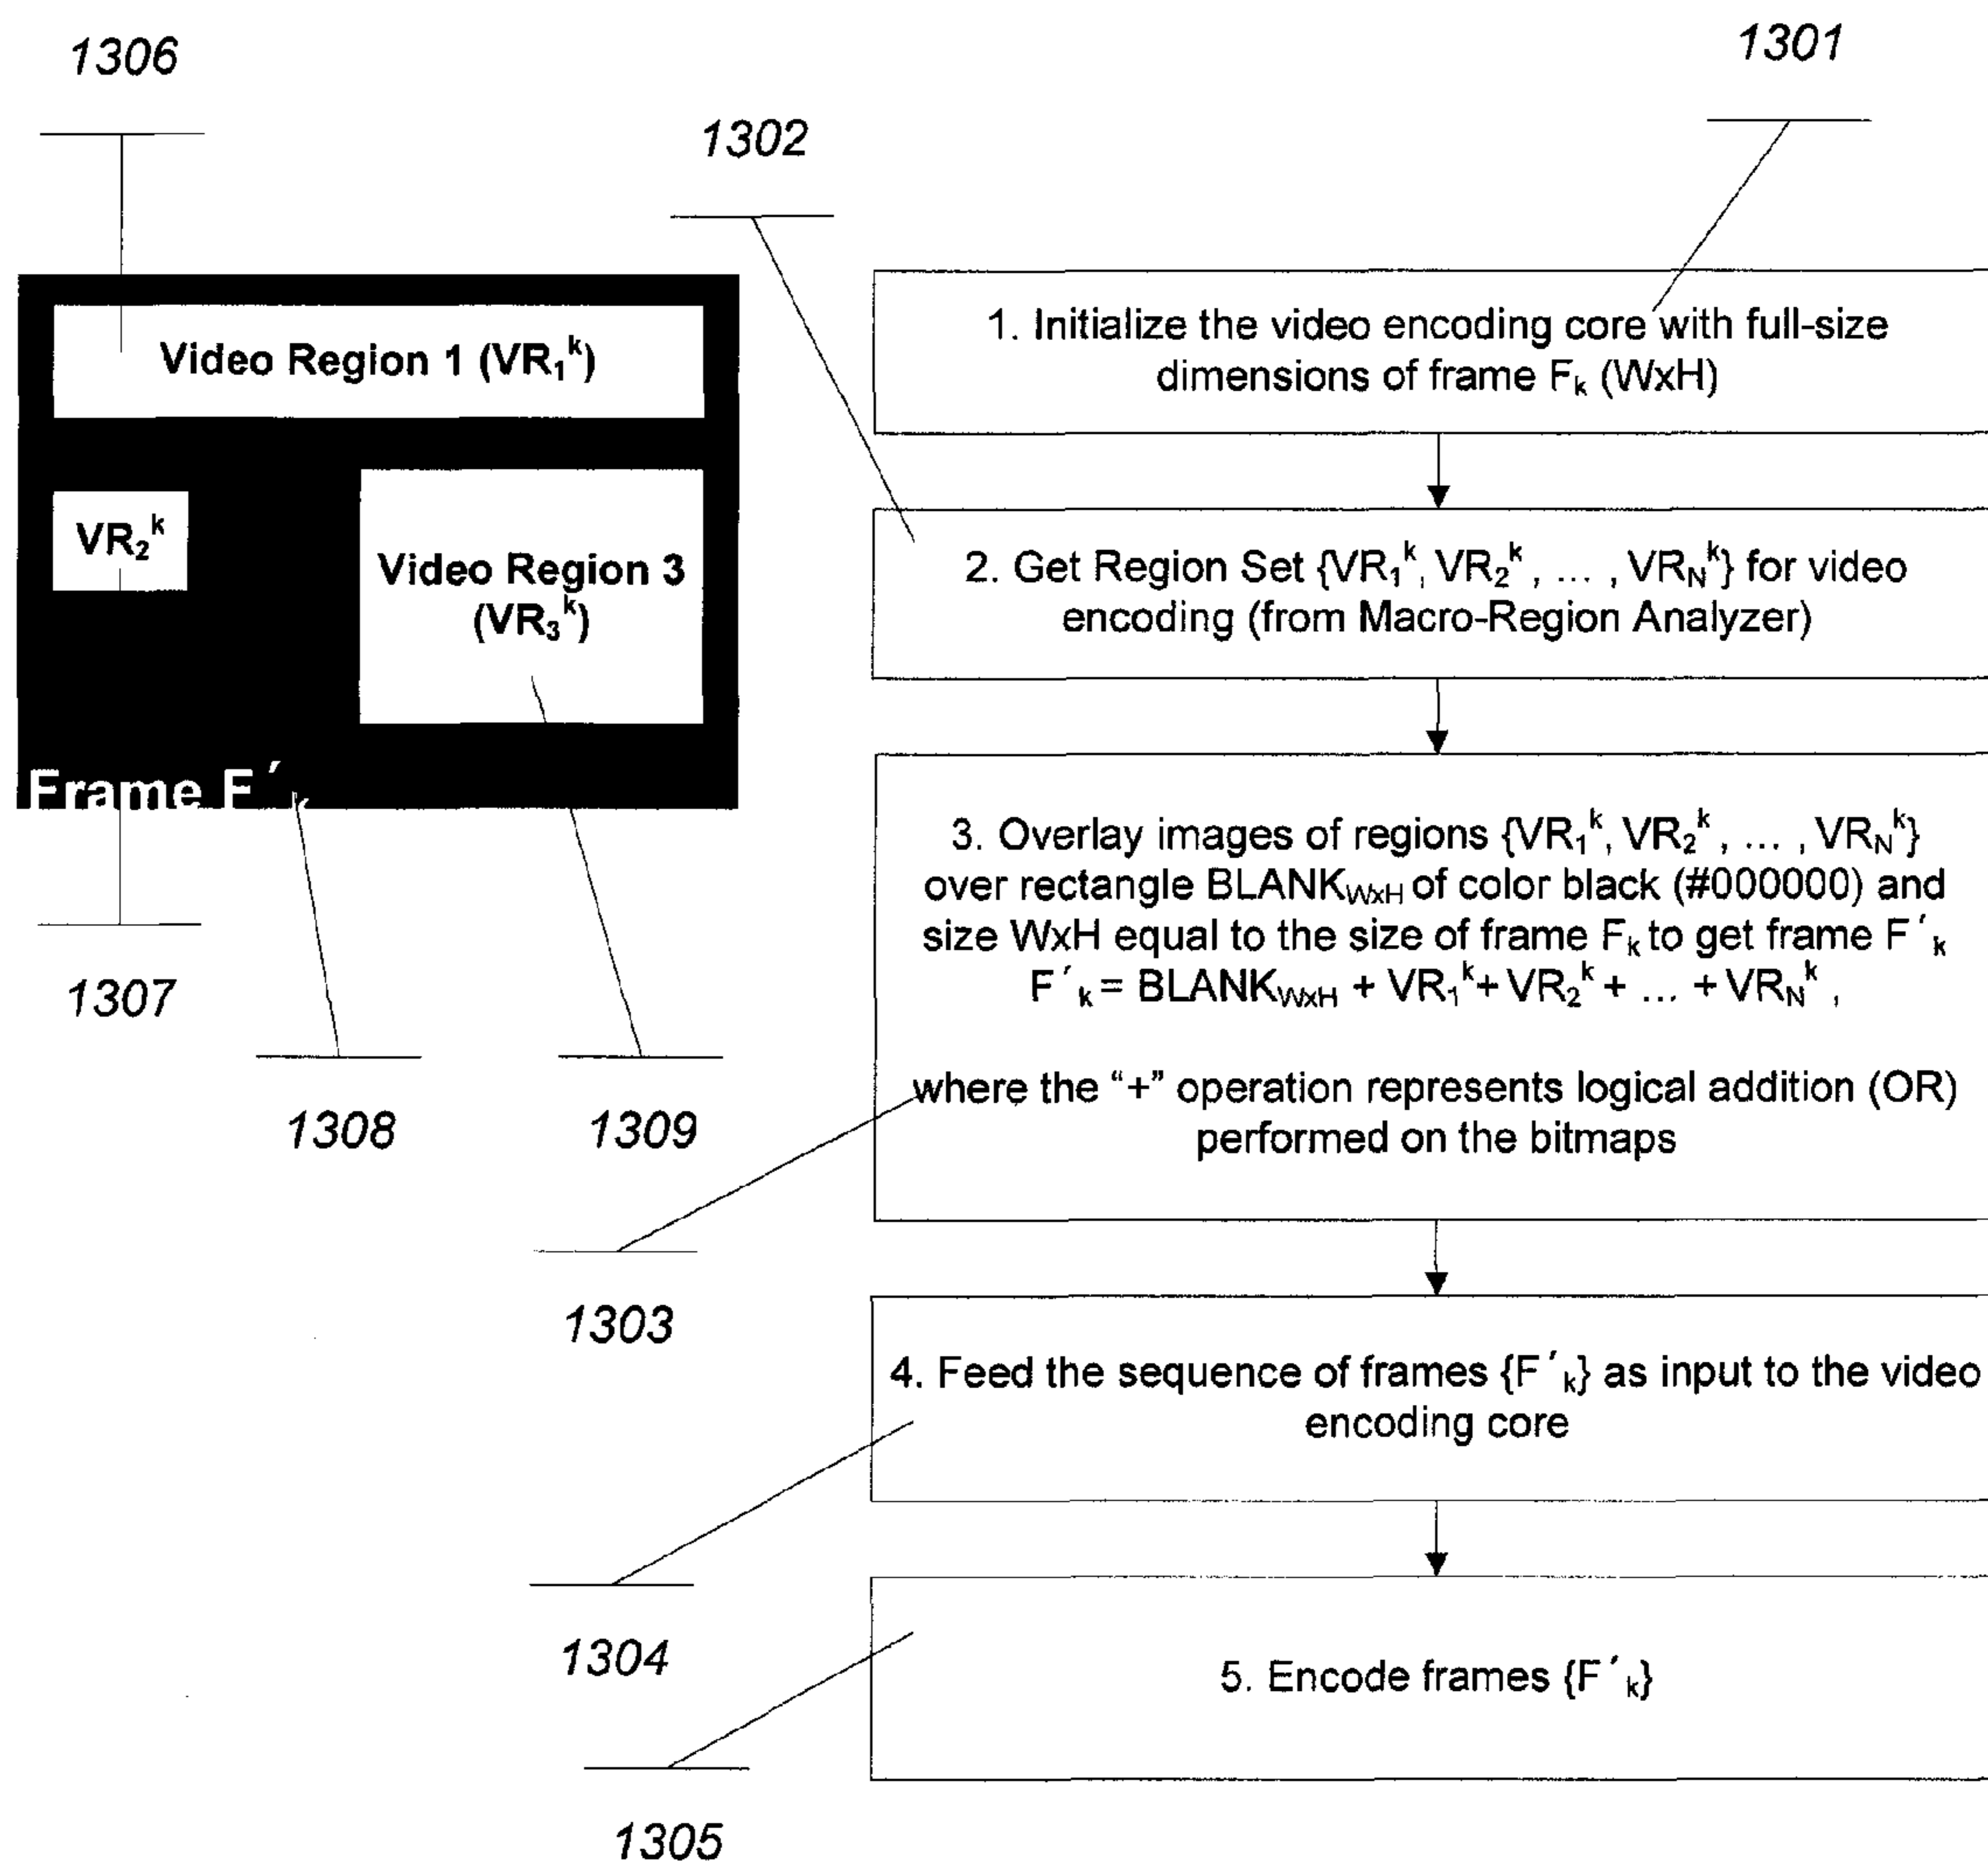 1306
1301
1302
Video Region 1 (VR₁ᵏ)
VR₂ᵏ
Video Region 3
(VR₃ᵏ)
Frame F´ₖ
1307
1308
1309
1. Initialize the video encoding core with full-size
dimensions of frame Fₖ (WxH)
2. Get Region Set {VR₁ᵏ, VR₂ᵏ, ... , VR_Nᵏ} for video
encoding (from Macro-Region Analyzer)
3. Overlay images of regions {VR₁ᵏ, VR₂ᵏ, ... , VR_Nᵏ}
over rectangle BLANK_WxH of color black (#000000) and
size WxH equal to the size of frame Fₖ to get frame F´ₖ
F´ₖ = BLANK_WxH + VR₁ᵏ+ VR₂ᵏ + ... + VR_Nᵏ ,
where the “+” operation represents logical addition (OR)
performed on the bitmaps
1303
4. Feed the sequence of frames {F´ₖ} as input to the video
encoding core
1304
5. Encode frames {F´ₖ}
1305